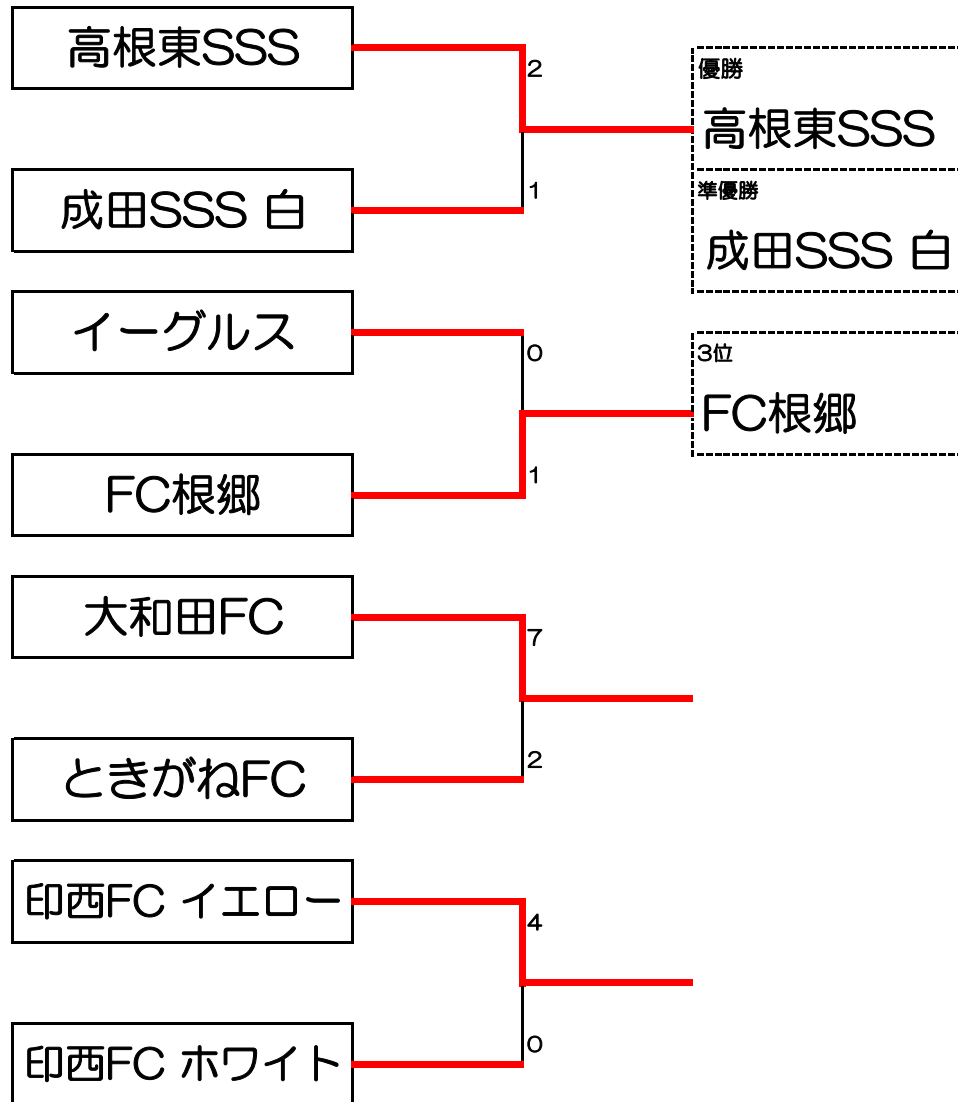 高根東SSS
2
優勝
高根東SSS
成田SSS 白
1
準優勝
成田SSS 白
イーグルス
0
3位
FC根郷
FC根郷
1
大和田FC
7
ときがねFC
2
印西FC イエロー
4
印西FC ホワイト
0